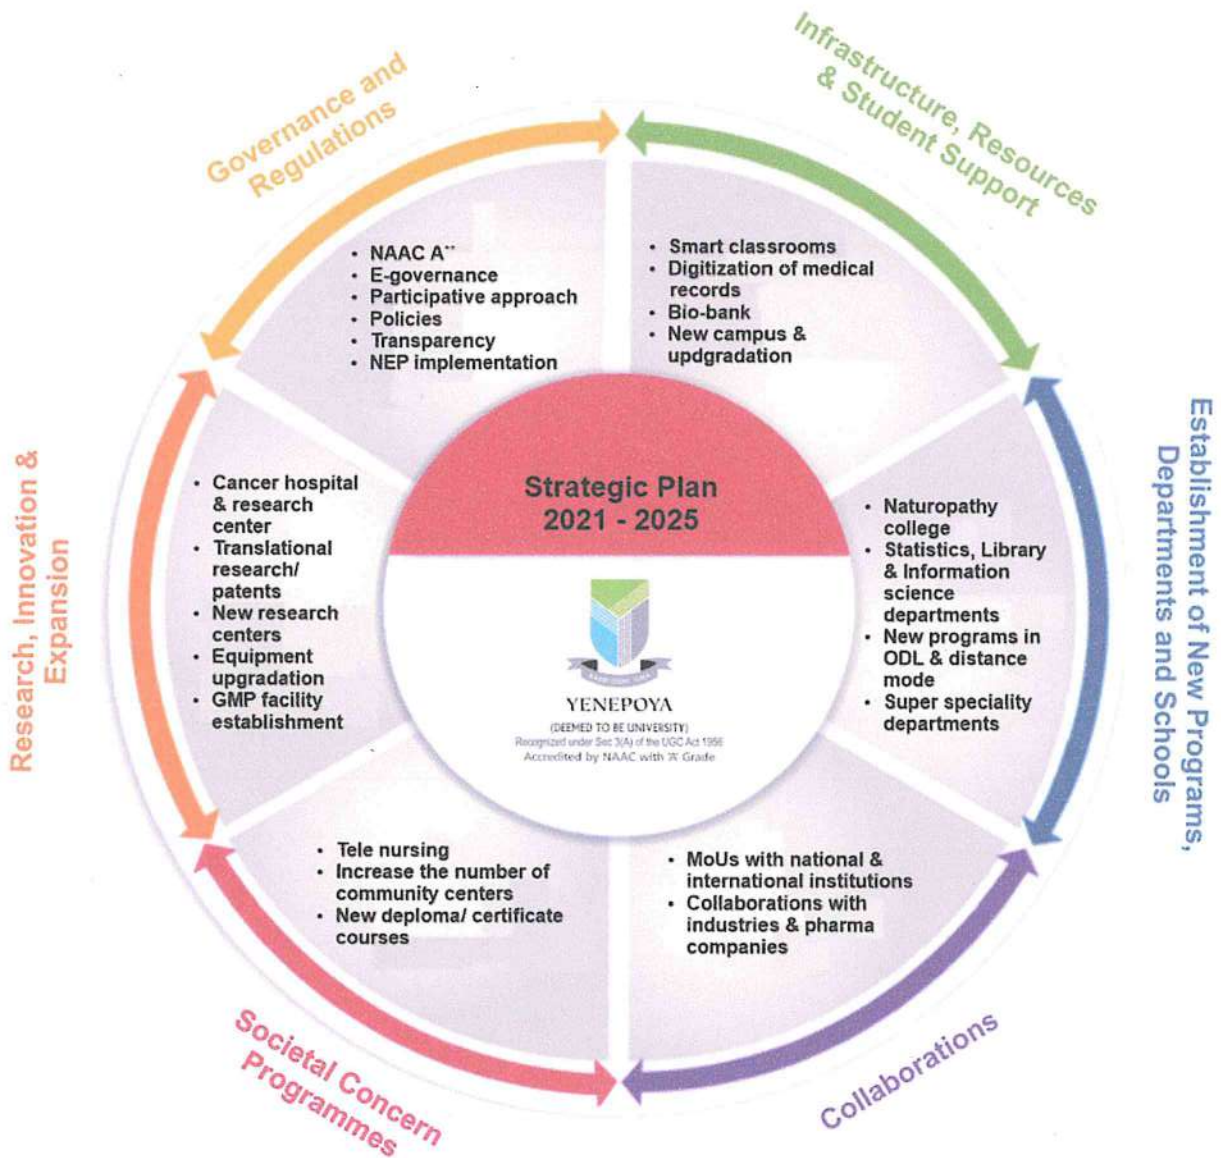 Governance and
Regulations
Infrastructure, Resources
& Student Support
• NAAC A⁺⁺
• E-governance
• Participative approach
• Policies
• Transparency
• NEP implementation
• Smart classrooms
• Digitization of medical
records
• Bio-bank
• New campus &
updgradation
Establishment of New Programs,
Departments and Schools
• Naturopathy
college
• Statistics, Library
& Information
science
departments
• New programs in
ODL & distance
mode
• Super speciality
departments
Collaborations
• MoUs with national &
international institutions
• Collaborations with
industries & pharma
companies
Societal Concern
Programmes
• Tele nursing
• Increase the number of
community centers
• New deploma/ certificate
courses
Research, Innovation &
Expansion
• Cancer hospital
& research
center
• Translational
research/
patents
• New research
centers
• Equipment
upgradation
• GMP facility
establishment
Strategic Plan
2021 - 2025
YENEPOYA
(DEEMED TO BE UNIVERSITY)
Recognized under Sec 3(A) of the UGC Act 1956
Accredited by NAAC with 'A' Grade